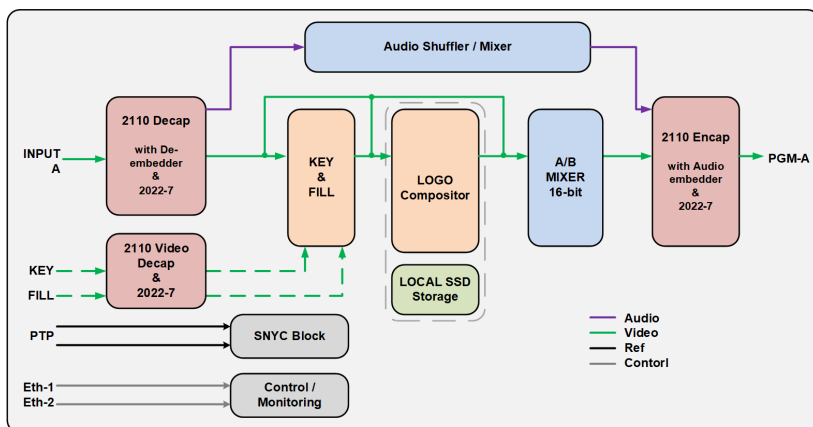 Audio Shuffler / Mixer
2110 Decap
with De-
embedder
&
2022-7
INPUT
A
KEY
&
FILL
LOGO
Compositor
A/B
MIXER
16-bit
2110 Encap
with Audio
embedder
& 2022-7
PGM-A
KEY
FILL
2110 Video
Decap
&
2022-7
LOCAL SSD
Storage
PTP
SNYC Block
Eth-1
Eth-2
Control /
Monitoring
Audio
Video
Ref
Contorl